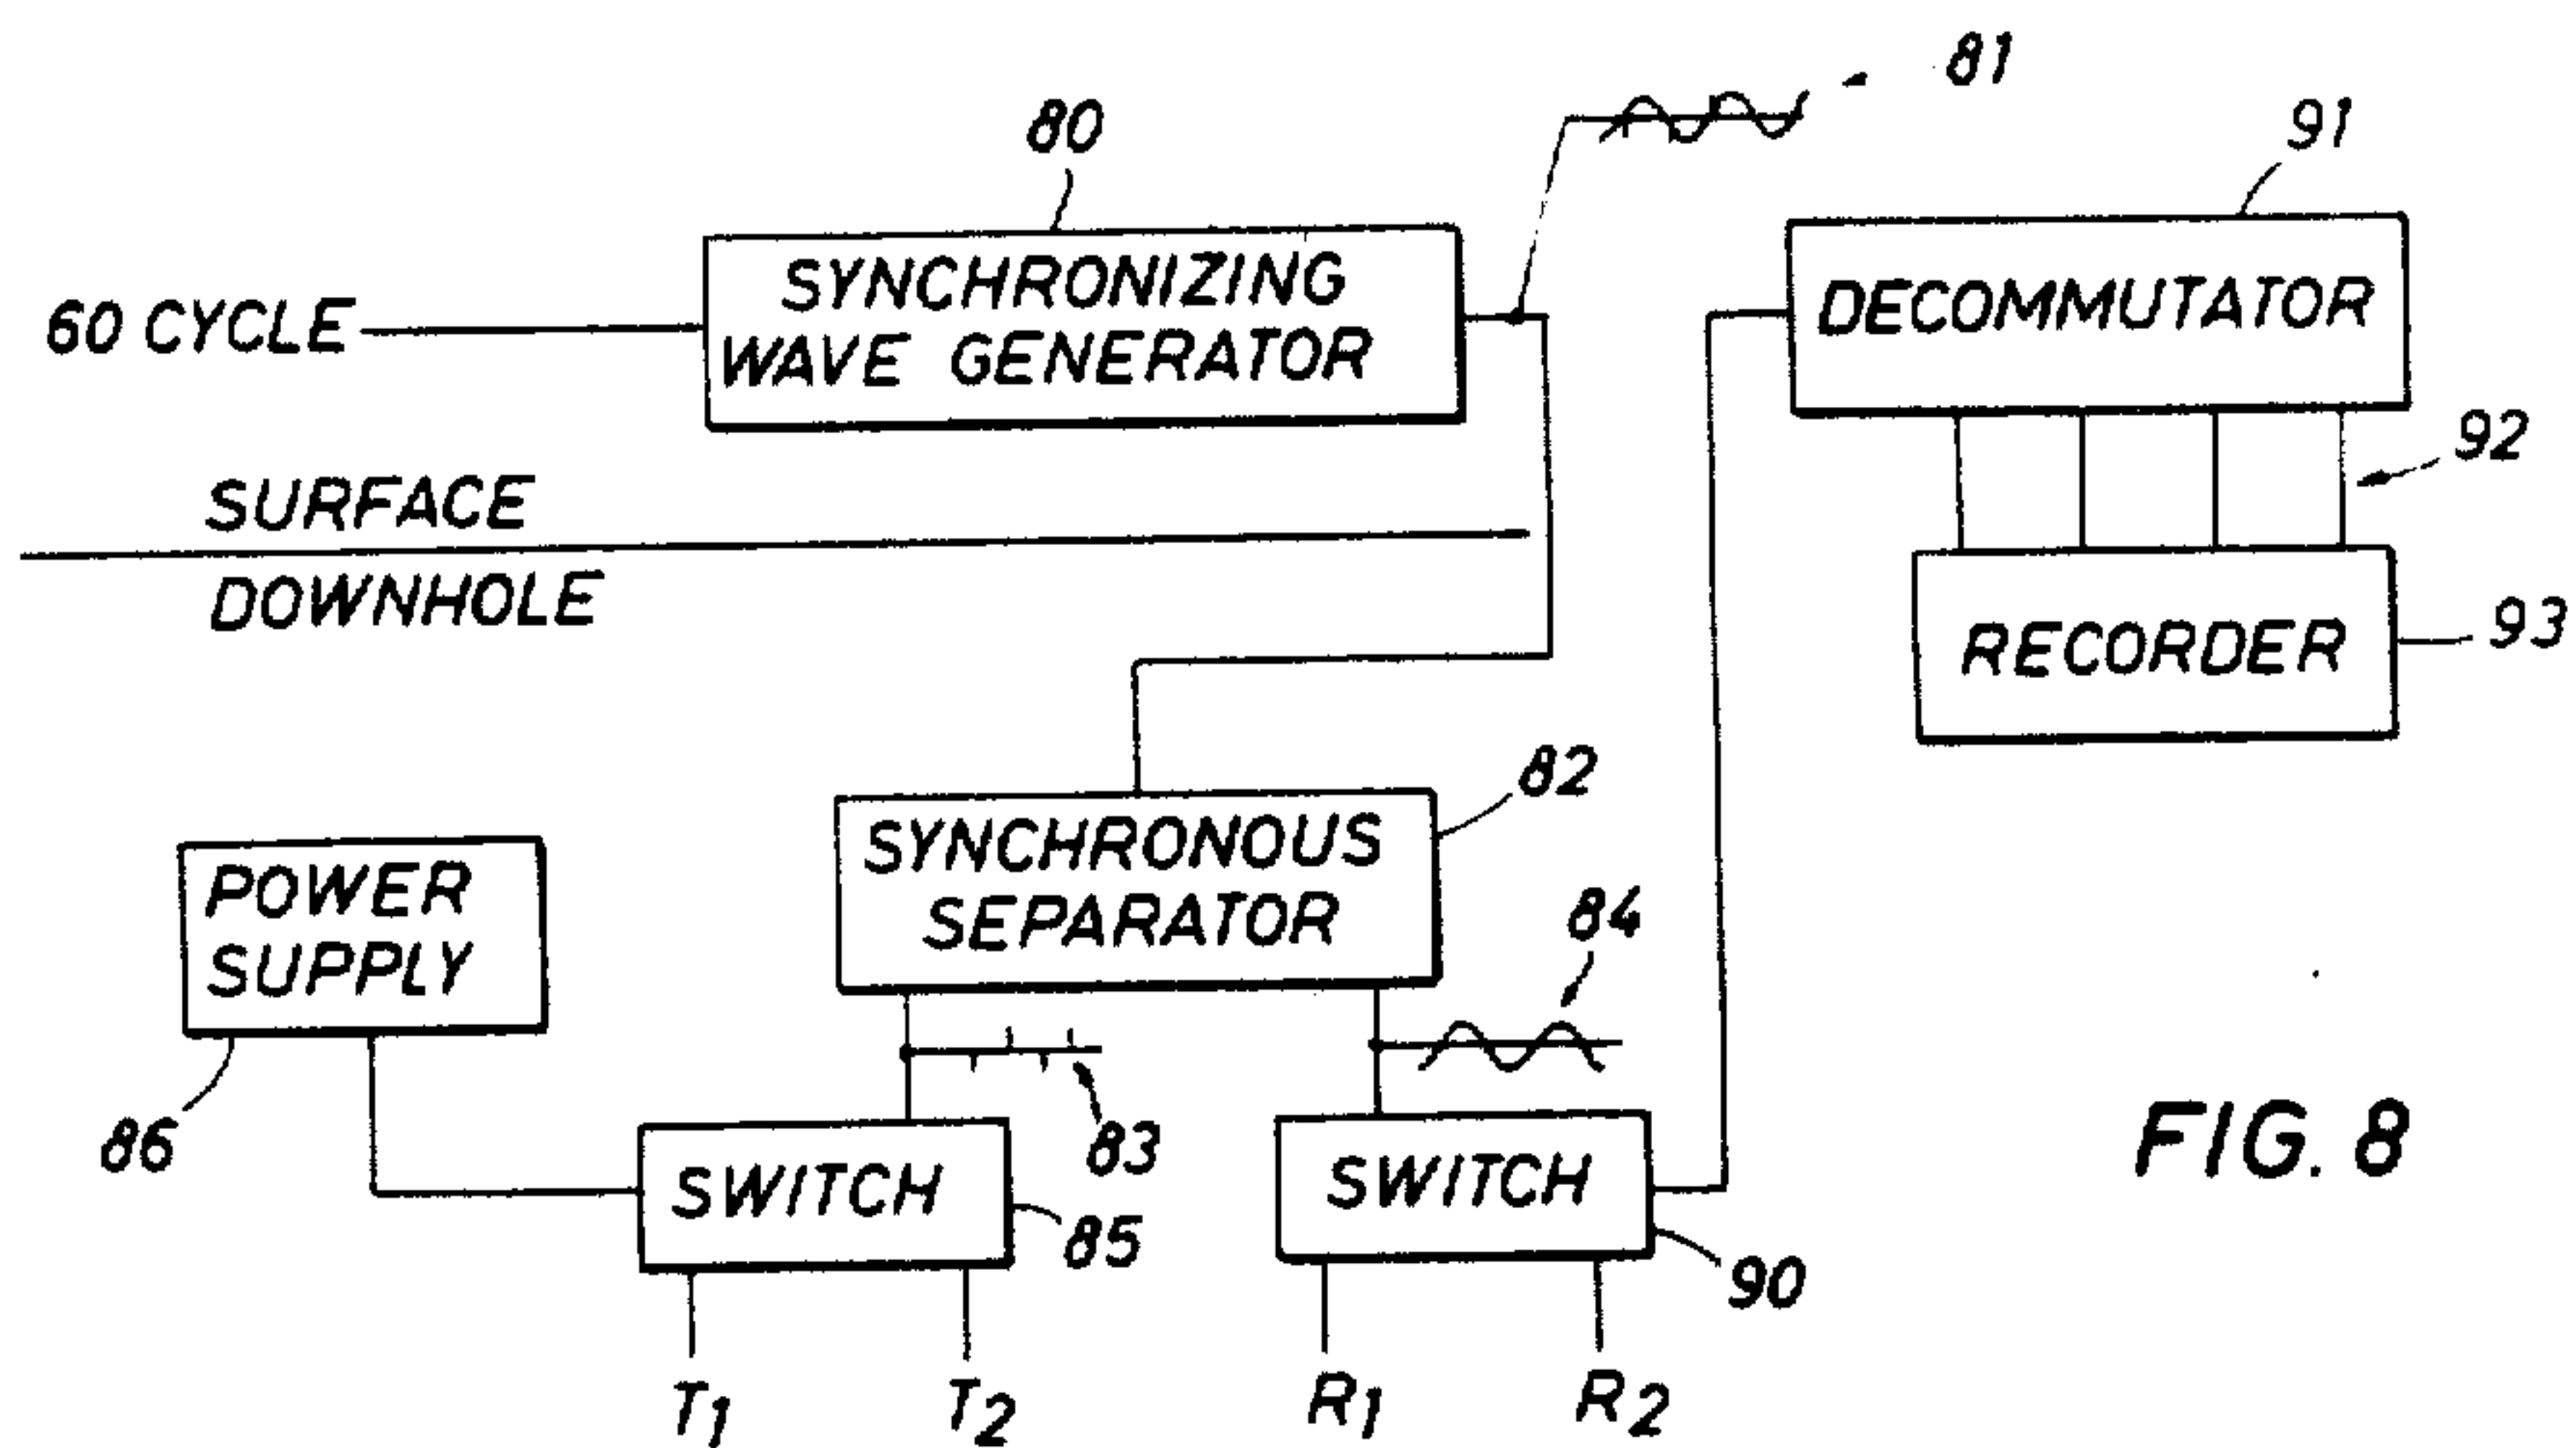 81
80
91
60 CYCLE
SYNCHRONIZING
WAVE GENERATOR
DECOMMUTATOR
92
SURFACE
DOWNHOLE
RECORDER
93
82
SYNCHRONOUS
SEPARATOR
POWER
SUPPLY
84
86
83
SWITCH
85
SWITCH
90
FIG. 8
T1
T2
R1
R2